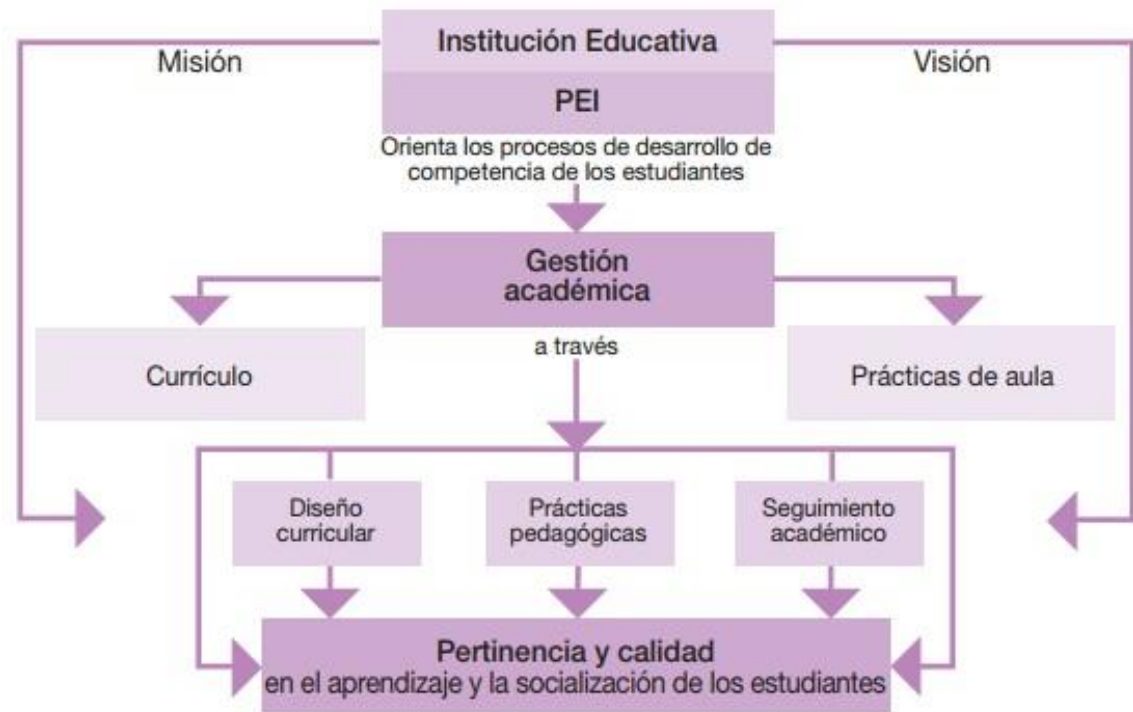 Institución Educativa
Misión
Visión
PEI
Orienta los procesos de desarrollo de
competencia de los estudiantes
Gestión
académica
a través
Currículo
Prácticas de aula
Diseño
curricular
Prácticas
pedagógicas
Seguimiento
académico
Pertinencia y calidad
en el aprendizaje y la socialización de los estudiantes